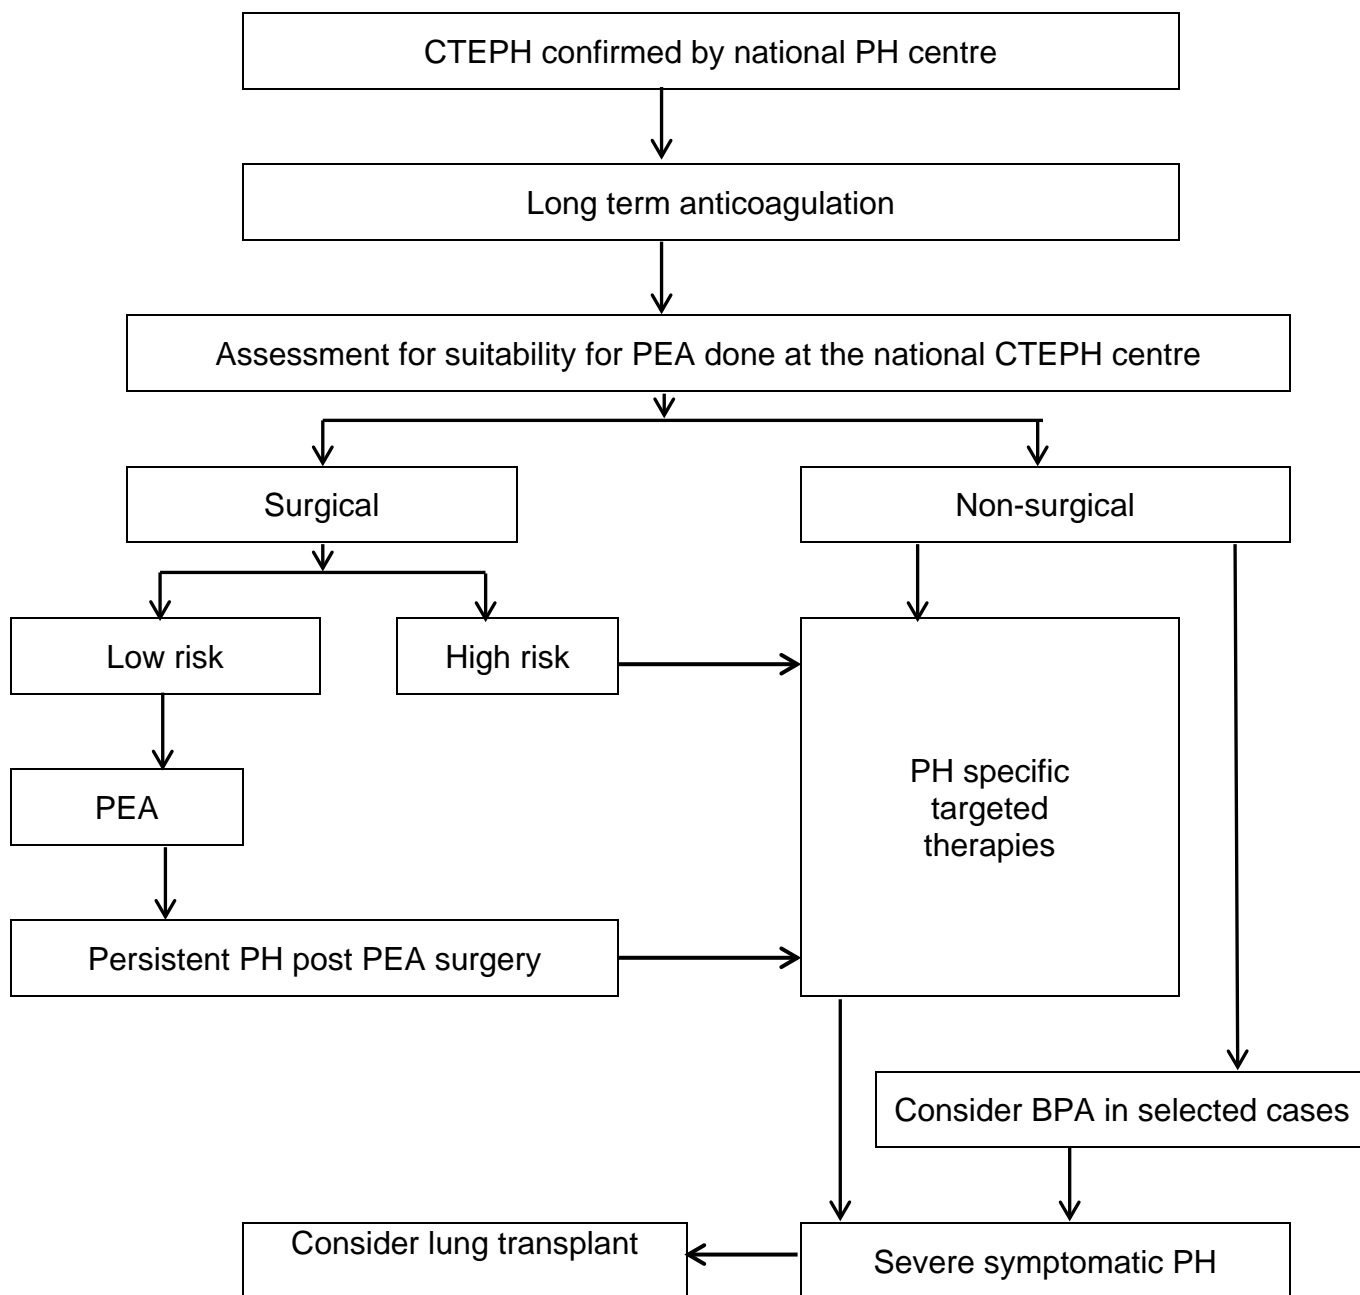 CTEPH confirmed by national PH centre
Long term anticoagulation
Assessment for suitability for PEA done at the national CTEPH centre
Surgical
Non-surgical
Low risk
High risk
PEA
PH specific
targeted
therapies
Persistent PH post PEA surgery
Consider BPA in selected cases
Consider lung transplant
Severe symptomatic PH